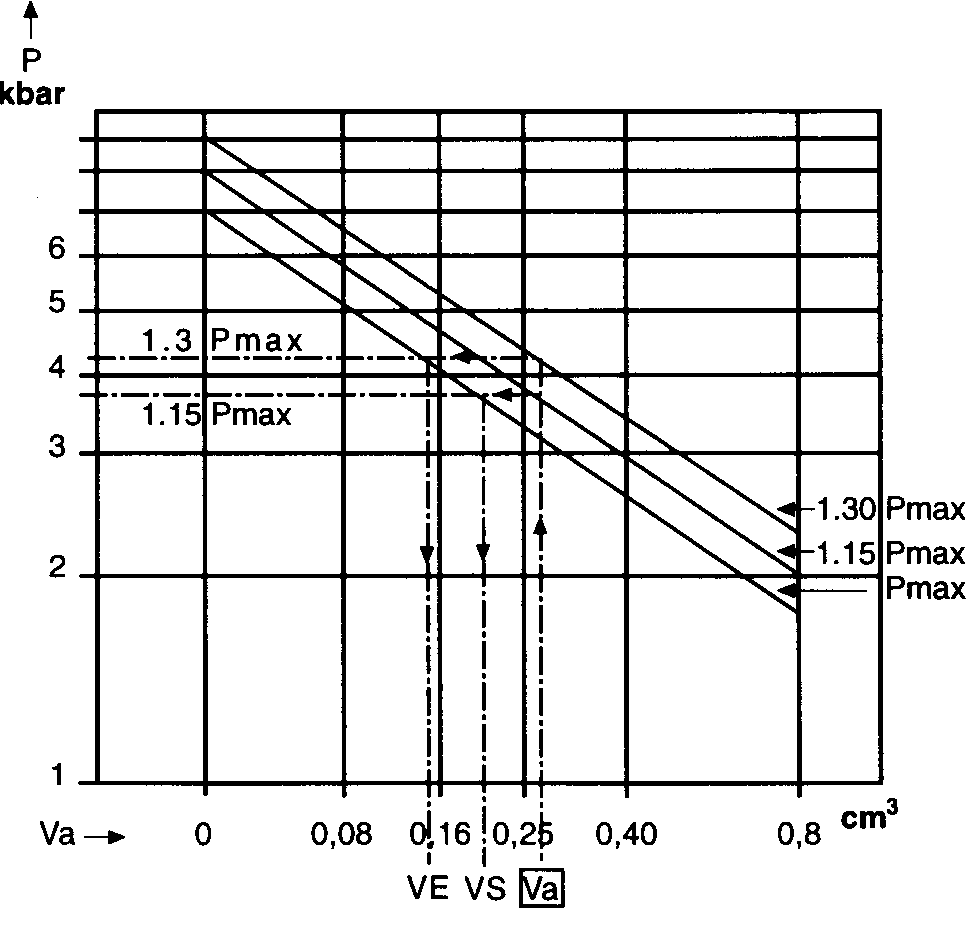 P
kbar
6
5
1.3 Pmax
4
1.15 Pmax
3
1.30 Pmax
1.15 Pmax
2
Pmax
1
cm³
Va 0 0,08 0,16 0,25 0,40 0,8
VE VS Va